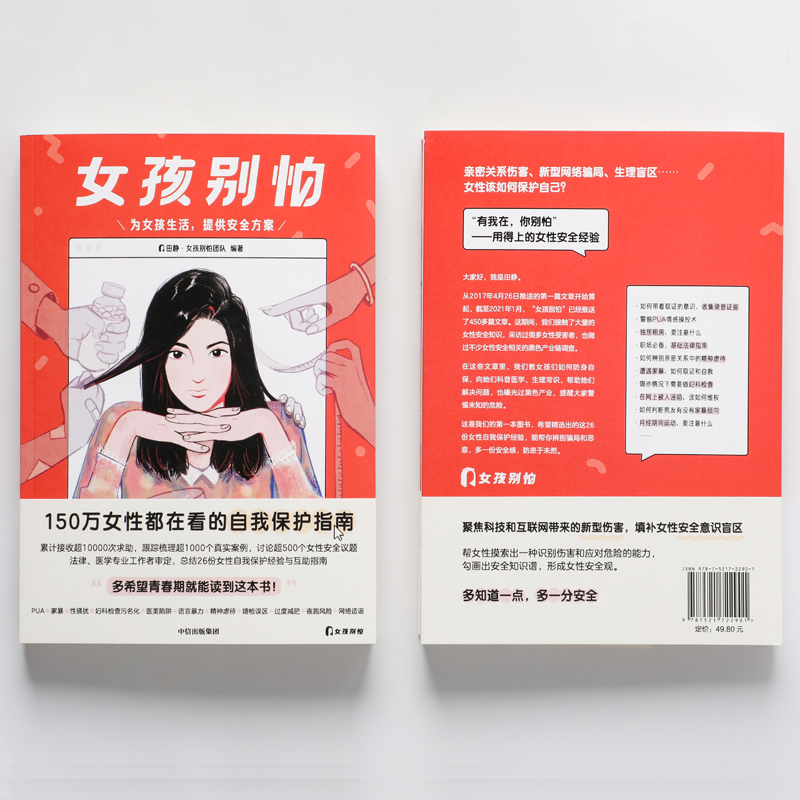 女孩别怕
\ 为女孩生活，提供安全方案 /
田静·女孩别怕团队 编著
150万女性都在看的自我保护指南
累计接收超10000次求助，跟踪梳理超1000个真实案例，讨论超500个女性安全议题
法律、医学专业工作者审定，总结26份女性自我保护经验与互助指南
“多希望青春期就能读到这本书！”
PUA 家暴 性骚扰 妇科检查污名化 医美陷阱 语言暴力 精神虐待 婚检误区 过度减肥 夜跑风险 网络造谣
中信出版集团
女孩别怕
亲密关系伤害、新型网络骗局、生理盲区……
女性该如何保护自己？
“有我在，你别怕”
——用得上的女性安全经验
大家好，我是田静。
从2017年4月26日推送的第一篇文章开始算
起，截至2021年1月，“女孩别怕”已经推送
了450多篇文章。这期间，我们接触了大量的
女性安全知识，采访过很多女性受害者，也做
过不少女性安全相关的黑色产业链调查。
在这些文章里，我们教女孩们如何防身自
保，向她们科普医学、生理常识，帮助她们
解决问题，也曝光过黑色产业，提醒大家警
惕未知的危险。
这是我们的第一本图书，希望精选出的这26
份女性自我保护经验，能帮你辨别骗局和恶
意，多一份安全感，防患于未然。
·如何带着取证的意识，收集录音证据
·警惕PUA情感操控术
·独居租房，要注意什么
·职场必备，基础法律指南
·如何辨别亲密关系中的精神虐待
·遭遇家暴，如何取证和自救
·哪些情况下需要做妇科检查
·在网上被人诬陷，该如何维权
·如何判断男友有没有家暴倾向
·月经期间运动，要注意什么
……
女孩别怕
聚焦科技和互联网带来的新型伤害，填补女性安全意识盲区
帮女性摸索出一种识别伤害和应对危险的能力，
勾画出安全知识谱，形成女性安全观。
多知道一点，多一分安全
ISBN 978-7-5217-2290-1
9 787521 722901 >
定价：49.80 元